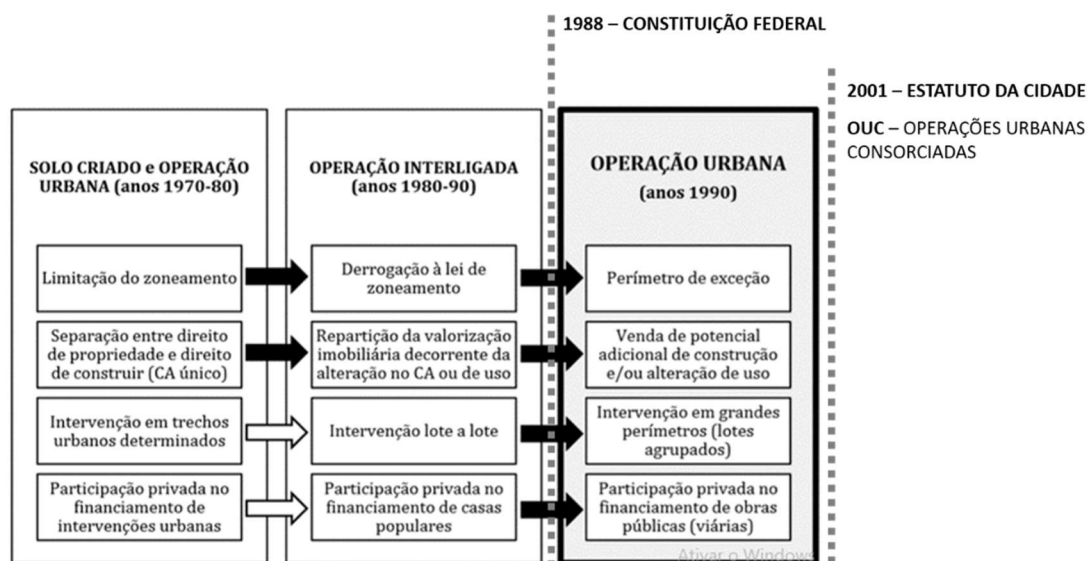 1988 – CONSTITUIÇÃO FEDERAL
2001 – ESTATUTO DA CIDADE
OUC – OPERAÇÕES URBANAS
CONSORCIADAS
SOLO CRIADO e OPERAÇÃO
URBANA (anos 1970-80)
Limitação do zoneamento
Separação entre direito
de propriedade e direito
de construir (CA único)
Intervenção em trechos
urbanos determinados
Participação privada no
financiamento de
intervenções urbanas
OPERAÇÃO INTERLIGADA
(anos 1980-90)
Derrogação à lei de
zoneamento
Repartição da valorização
imobiliária decorrente da
alteração no CA ou de uso
Intervenção lote a lote
Participação privada no
financiamento de casas
populares
OPERAÇÃO URBANA
(anos 1990)
Perímetro de exceção
Venda de potencial
adicional de construção
e/ou alteração de uso
Intervenção em grandes
perímetros (lotes
agrupados)
Participação privada no
financiamento de obras
públicas (viárias)
Ativar o Windows